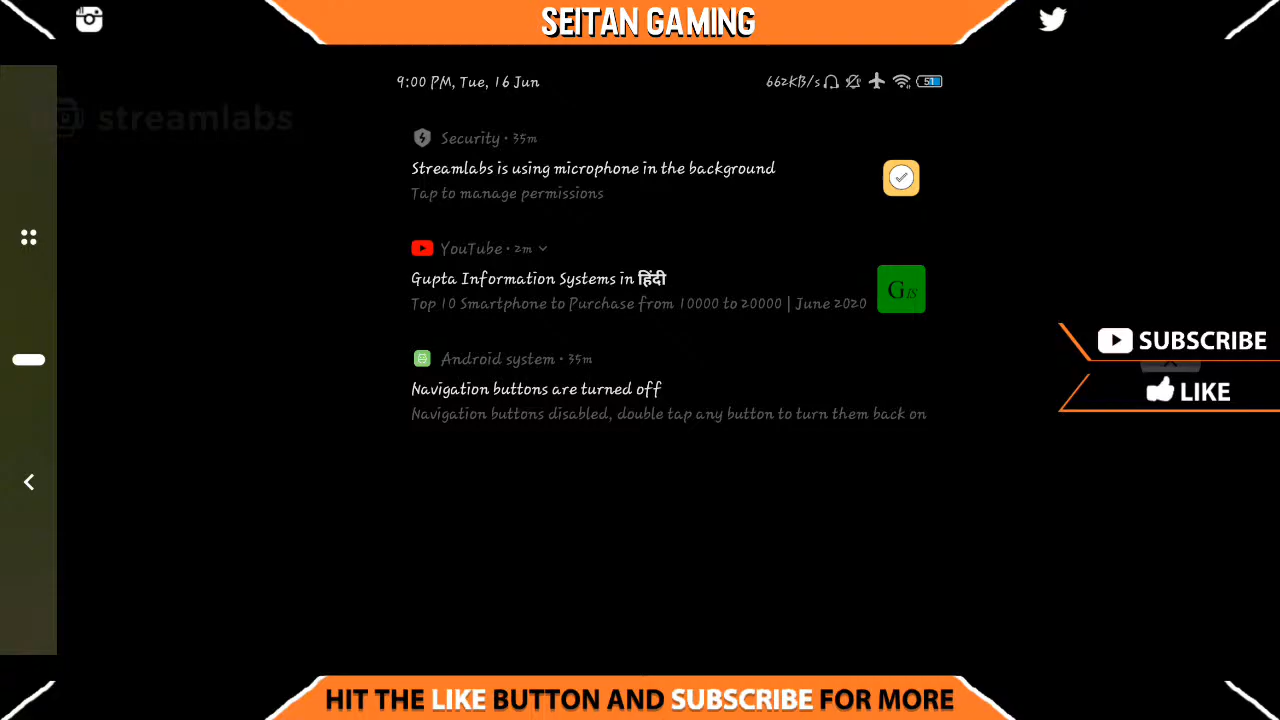 SEITAN GAMING
9:00 PM, Tue, 16 Jun
662KB/s
51
streamlabs
Security • 35m
Streamlabs is using microphone in the background
Tap to manage permissions
YouTube • 2m
Gupta Information Systems in हिंदी
Top 10 Smartphone to Purchase from 10000 to 20000 | June 2020
GIS
SUBSCRIBE
Android system • 35m
Navigation buttons are turned off
LIKE
Navigation buttons disabled, double tap any button to turn them back on
HIT THE LIKE BUTTON AND SUBSCRIBE FOR MORE